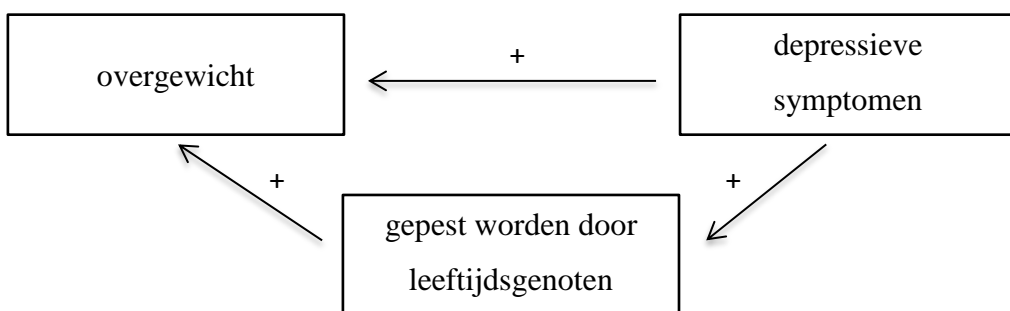 overgewicht
+
depressieve
symptomen
+
+
gepest worden door
leeftijdsgenoten